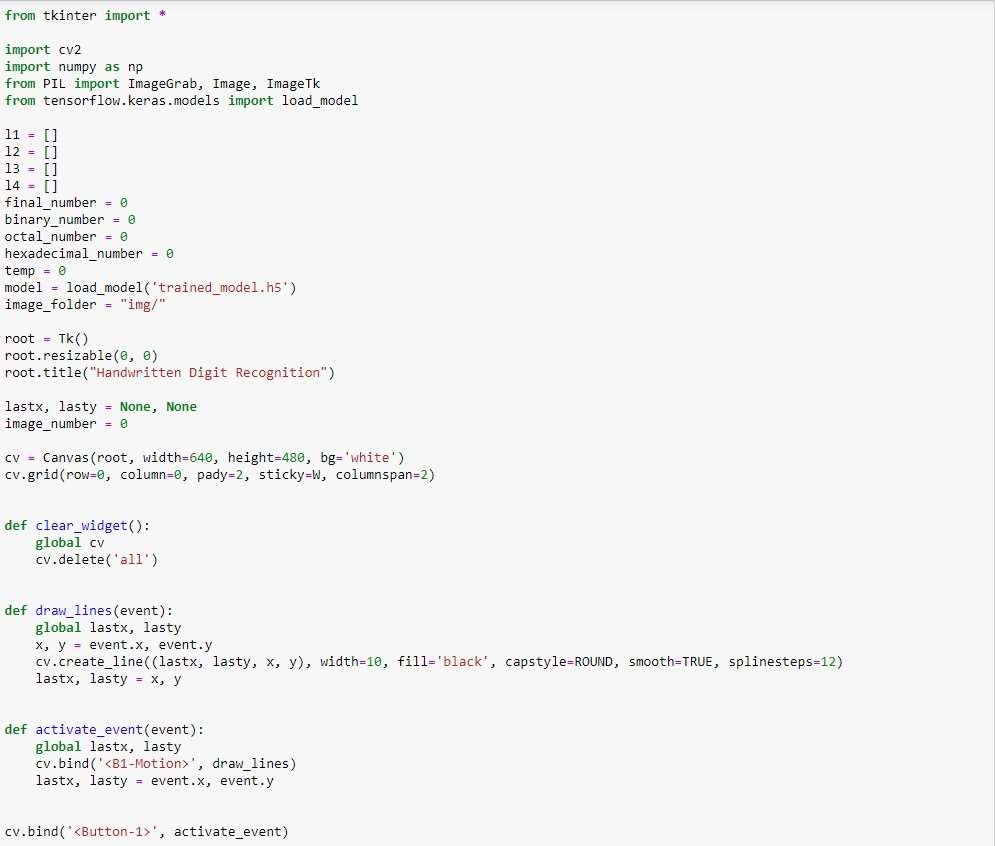 from tkinter import *

import cv2
import numpy as np
from PIL import ImageGrab, Image, ImageTk
from tensorflow.keras.models import load_model

l1 = []
l2 = []
l3 = []
l4 = []
final_number = 0
binary_number = 0
octal_number = 0
hexadecimal_number = 0
temp = 0
model = load_model('trained_model.h5')
image_folder = "img/"

root = Tk()
root.resizable(0, 0)
root.title("Handwritten Digit Recognition")

lastx, lasty = None, None
image_number = 0

cv = Canvas(root, width=640, height=480, bg='white')
cv.grid(row=0, column=0, pady=2, sticky=W, columnspan=2)


def clear_widget():
    global cv
    cv.delete('all')


def draw_lines(event):
    global lastx, lasty
    x, y = event.x, event.y
    cv.create_line((lastx, lasty, x, y), width=10, fill='black', capstyle=ROUND, smooth=TRUE, splinesteps=12)
    lastx, lasty = x, y


def activate_event(event):
    global lastx, lasty
    cv.bind('<B1-Motion>', draw_lines)
    lastx, lasty = event.x, event.y


cv.bind('<Button-1>', activate_event)